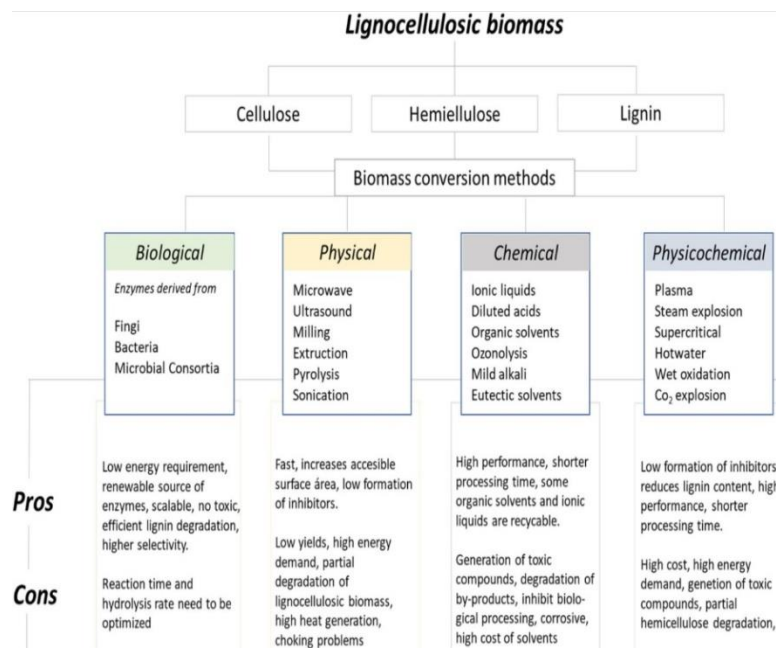 Lignocellulosic biomass
Cellulose
Hemiellulose
Lignin
Biomass conversion methods
Biological
Enzymes derived from
Fingi
Bacteria
Microbial Consortia
Physical
Microwave
Ultrasound
Milling
Extruction
Pyrolysis
Sonication
Chemical
Ionic liquids
Diluted acids
Organic solvents
Ozonolysis
Mild alkali
Eutectic solvents
Physicochemical
Plasma
Steam explosion
Supercritical
Hotwater
Wet oxidation
Co₂ explosion
Pros
Low energy requirement,
renewable source of
enzymes, scalable, no toxic,
efficient lignin degradation,
higher selectivity.
Fast, increases accesible
surface área, low formation
of inhibitors.
High performance, shorter
processing time, some
organic solvents and ionic
liquids are recycable.
Low formation of inhibitors
reduces lignin content, high
performance, shorter
processing time.
Cons
Reaction time and
hydrolysis rate need to be
optimized
Low yields, high energy
demand, partial
degradation of
lignocellulosic biomass,
high heat generation,
choking problems
Generation of toxic
compounds, degradation of
by-products, inhibit biolo-
gical processing, corrosive,
high cost of solvents
High cost, high energy
demand, genetion of toxic
compounds, partial
hemicellulose degradation,